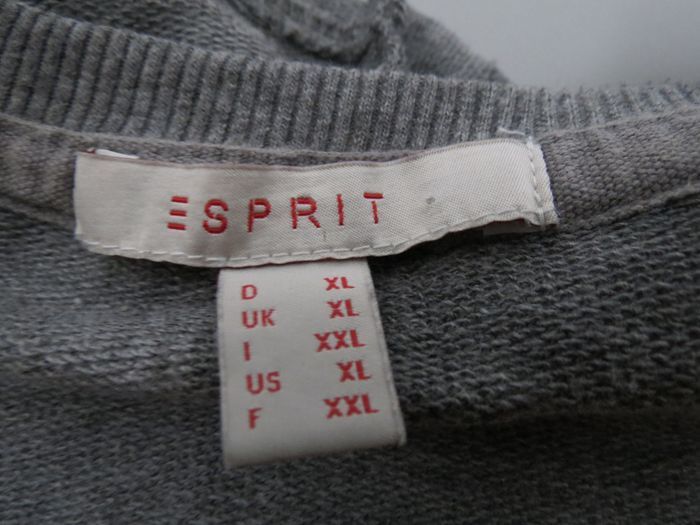 ESPRIT
D XL
UK XL
I XXL
US XL
F XXL